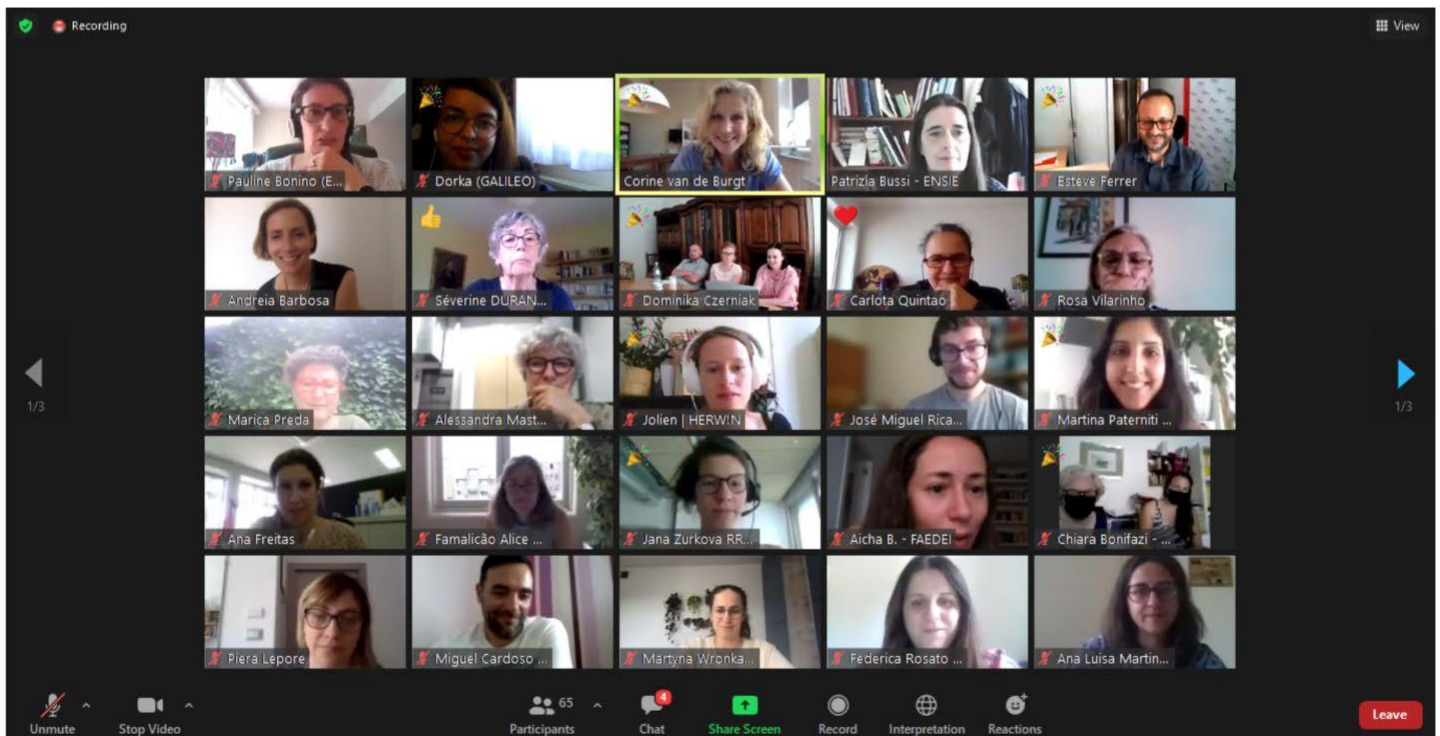 Recording
View
Pauline Bonino (E...
Dorka (GALILEO)
Corine van de Burgt
Patrizia Bussi - ENSIE
Esteve Ferrer
Andreia Barbosa
Séverine DURAN...
Dominika Czerniak
Carlota Quintao
Rosa Vilarinho
Marica Preda
Alessandra Mast...
Jolien | HERW!N
José Miguel Rica...
Martina Paterniti ...
1/3
1/3
Ana Freitas
Famalicão Alice ...
Jana Zurkova RR...
Aicha B. - FAEDEI
Chiara Bonifazi - ...
Piera Lepore
Miguel Cardoso ...
Martyna Wronka...
Federica Rosato ...
Ana Luisa Martin...
65
4
Unmute
Stop Video
Participants
Chat
Share Screen
Record
Interpretation
Reactions
Leave